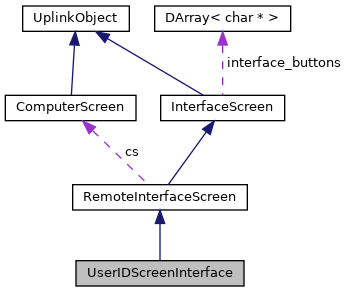 UplinkObject
DArray< char * >
interface_buttons
ComputerScreen
InterfaceScreen
cs
RemoteInterfaceScreen
UserIDScreenInterface